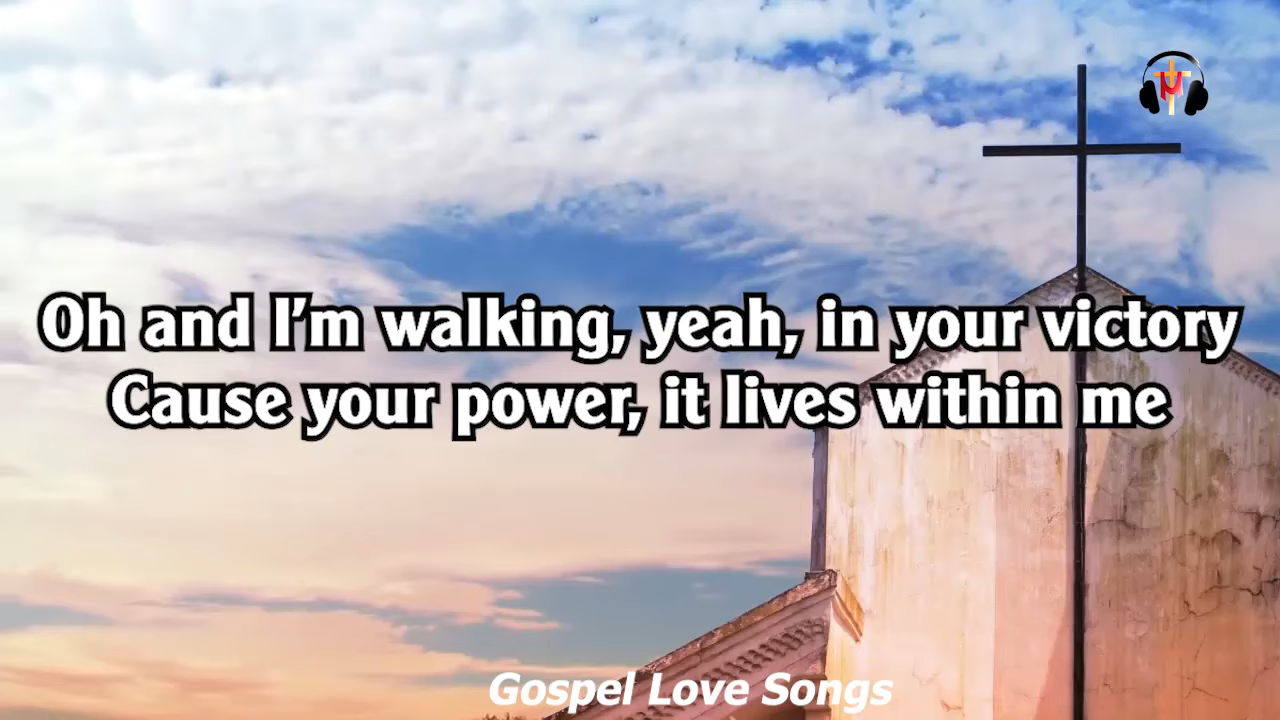 Oh and I'm walking, yeah, in your victory
Cause your power, it lives within me
Gospel Love Songs